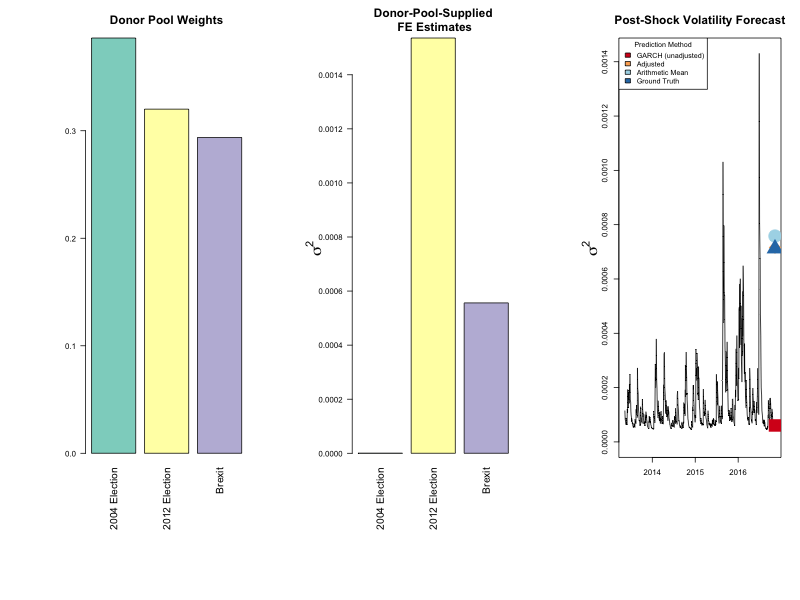 Donor Pool Weights
0.3
0.2
0.1
0.0
2004 Election
2012 Election
Brexit
Donor-Pool-Supplied
FE Estimates
σ²
0.0014
0.0012
0.0010
0.0008
0.0006
0.0004
0.0002
0.0000
2004 Election
2012 Election
Brexit
Post-Shock Volatility Forecast
Prediction Method
GARCH (unadjusted)
Adjusted
Arithmetic Mean
Ground Truth
σ²
0.0014
0.0012
0.0010
0.0008
0.0006
0.0004
0.0002
0.0000
2014
2015
2016